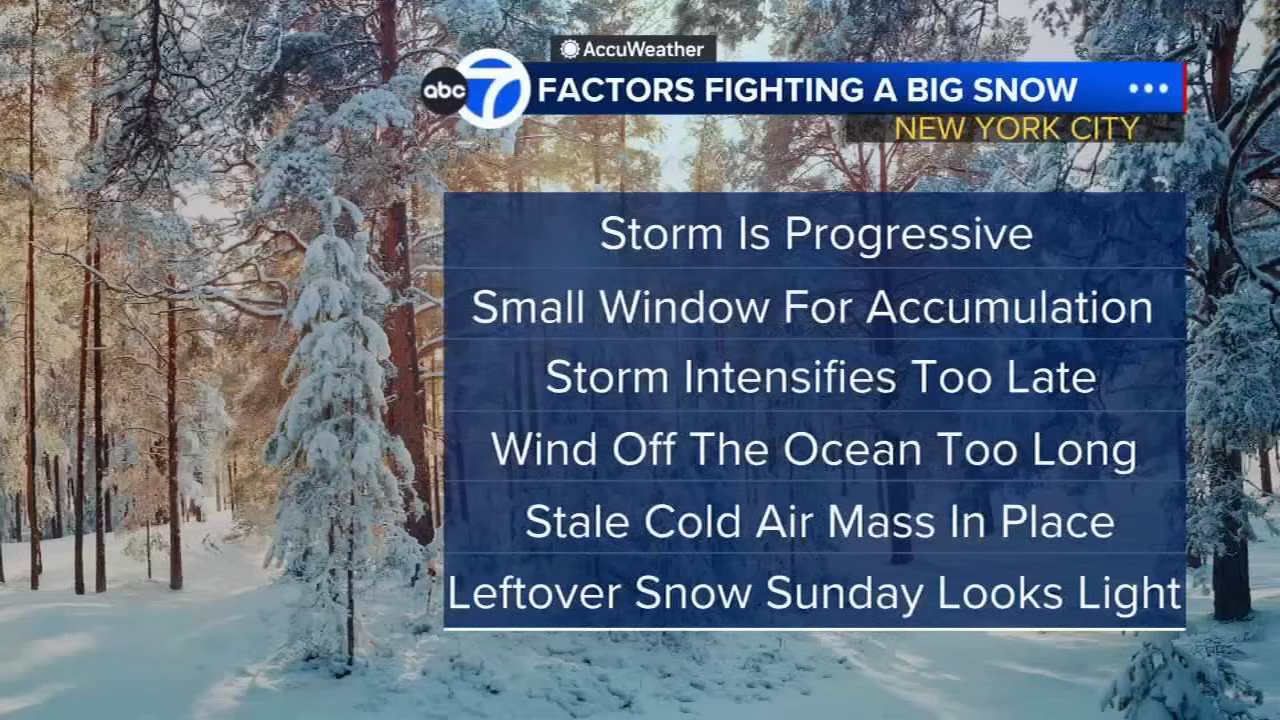 AccuWeather
abc 7 FACTORS FIGHTING A BIG SNOW
NEW YORK CITY
Storm Is Progressive
Small Window For Accumulation
Storm Intensifies Too Late
Wind Off The Ocean Too Long
Stale Cold Air Mass In Place
Leftover Snow Sunday Looks Light